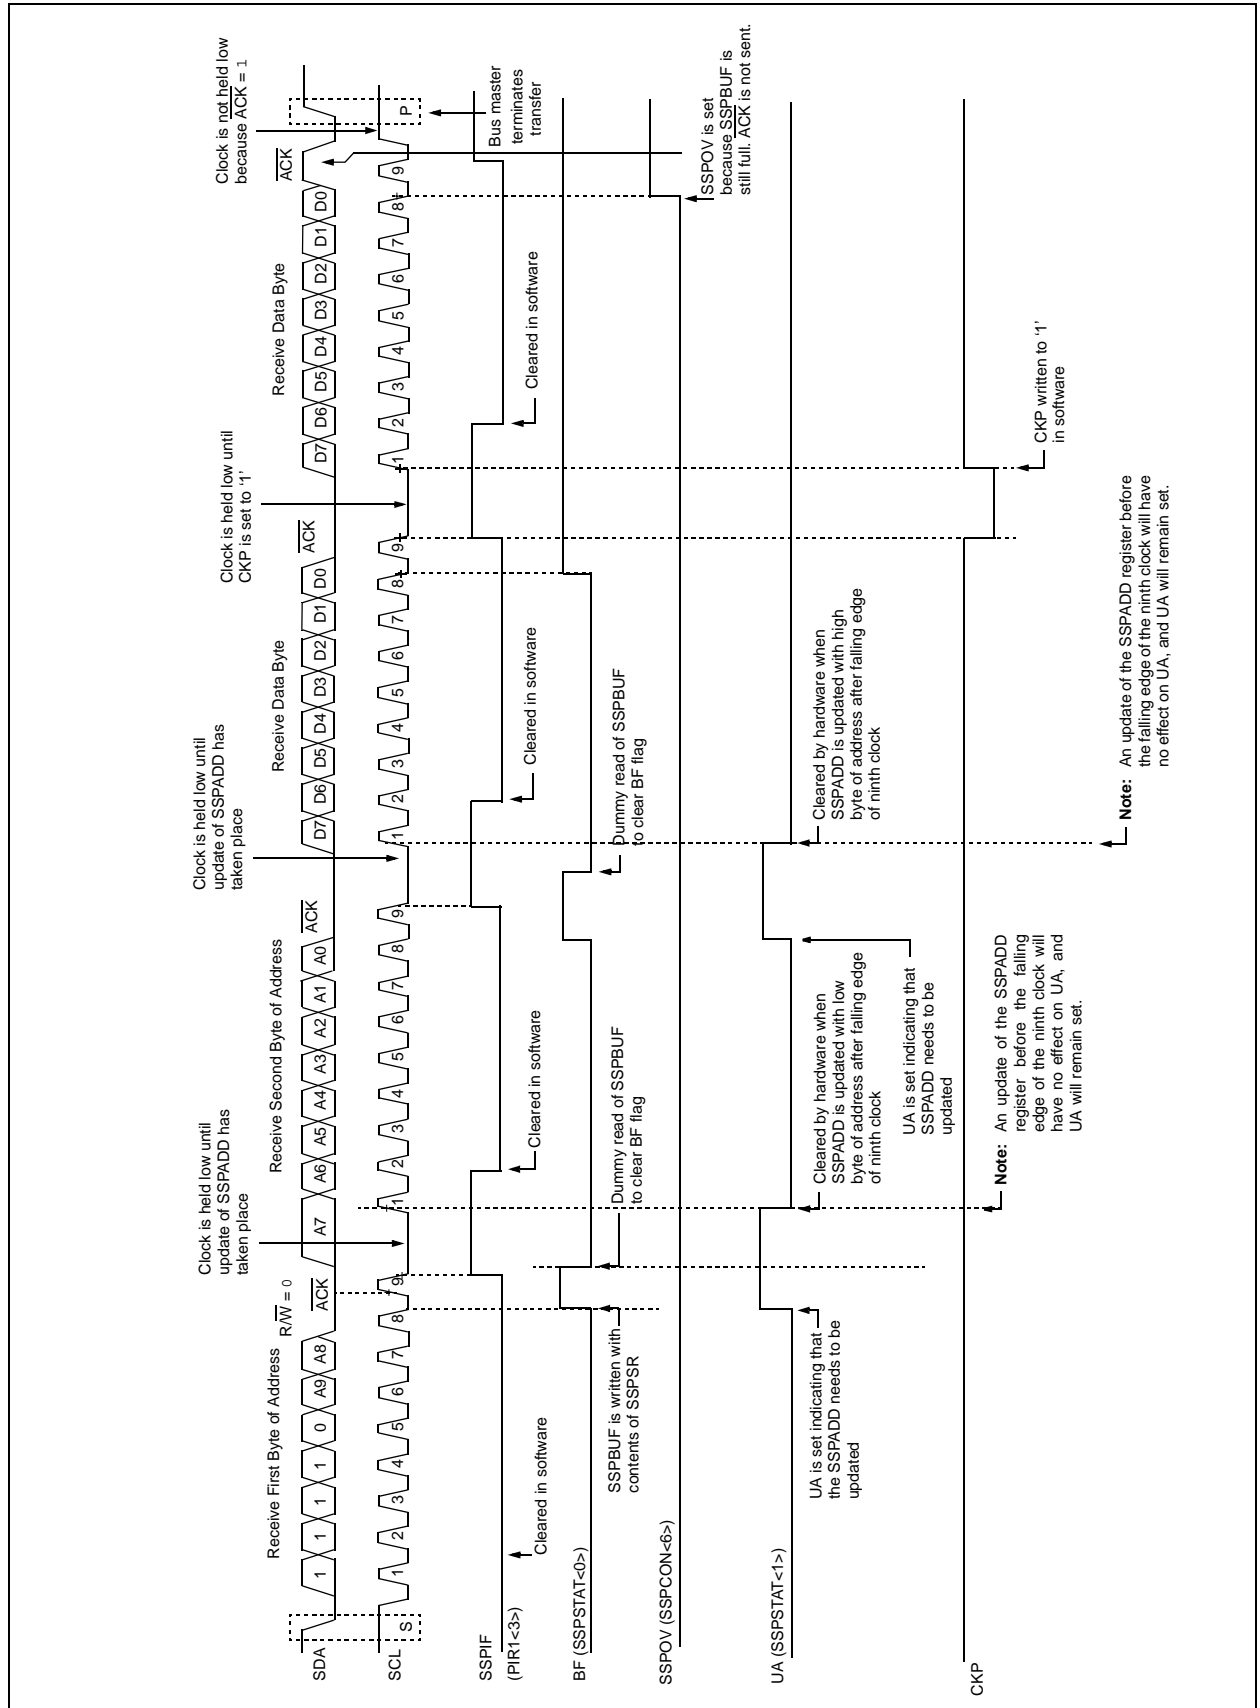 Receive First Byte of Address
R/W = 0
ACK
Clock is held low until
update of SSPADD has
taken place
Receive Second Byte of Address
ACK
Clock is held low until
update of SSPADD has
taken place
Receive Data Byte
ACK
Clock is held low until
CKP is set to ‘1’
Receive Data Byte
ACK
Clock is not held low
because ACK = 1
SDA
1 1 1 1 0 A9 A8
A7 A6 A5 A4 A3 A2 A1 A0
D7 D6 D5 D4 D3 D2 D1 D0
D7 D6 D5 D4 D3 D2 D1 D0
SCL
S
1 2 3 4 5 6 7 8 9
1 2 3 4 5 6 7 8 9
1 2 3 4 5 6 7 8 9
1 2 3 4 5 6 7 8 9
P
Bus master
terminates
transfer
SSPIF
(PIR1<3>)
Cleared in software
Cleared in software
Cleared in software
Cleared in software
BF (SSPSTAT<0>)
SSPBUF is written with
contents of SSPSR
Dummy read of SSPBUF
to clear BF flag
Dummy read of SSPBUF
to clear BF flag
SSPOV (SSPCON<6>)
SSPOV is set
because SSPBUF is
still full. ACK is not sent.
UA (SSPSTAT<1>)
UA is set indicating that
the SSPADD needs to be
updated
Cleared by hardware when
SSPADD is updated with low
byte of address after falling edge
of ninth clock
UA is set indicating that
SSPADD needs to be
updated
Cleared by hardware when
SSPADD is updated with high
byte of address after falling edge
of ninth clock
CKP
Note: An update of the SSPADD
register before the falling
edge of the ninth clock will
have no effect on UA, and
UA will remain set.
Note: An update of the SSPADD register before
the falling edge of the ninth clock will have
no effect on UA, and UA will remain set.
CKP written to ‘1’
in software